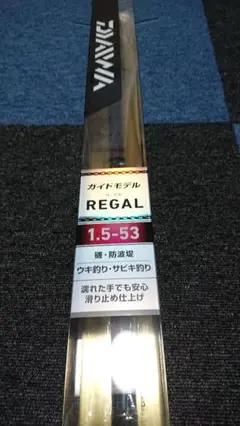 DAIWA
ガイドモデル
REGAL
1.5-53
磯・防波堤
ウキ釣り・サビキ釣り
濡れた手でも安心
滑り止め仕上げ